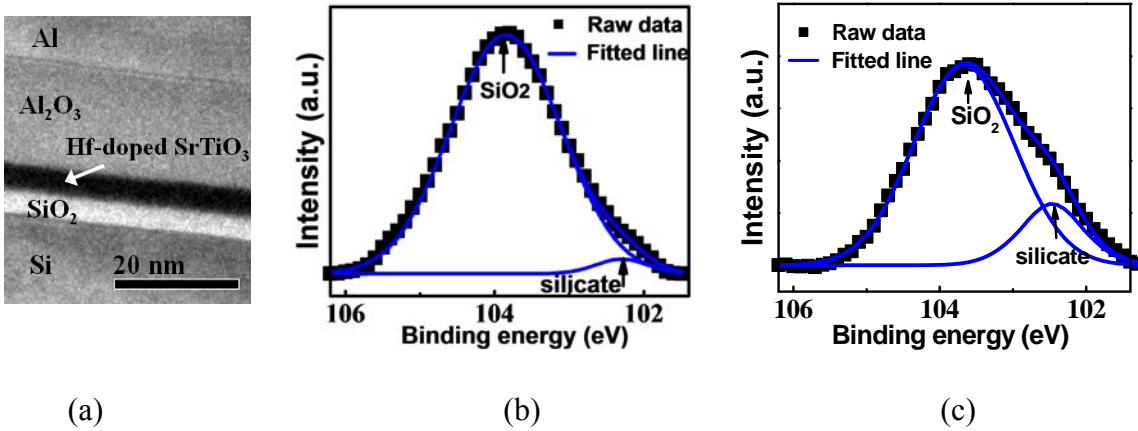 Al
Al₂O₃
Hf-doped SrTiO₃
SiO₂
Si
20 nm
(a)
Intensity (a.u.)
Raw data
Fitted line
SiO2
silicate
106
104
102
Binding energy (eV)
(b)
Intensity (a.u.)
Raw data
Fitted line
SiO₂
silicate
106
104
102
Binding energy (eV)
(c)